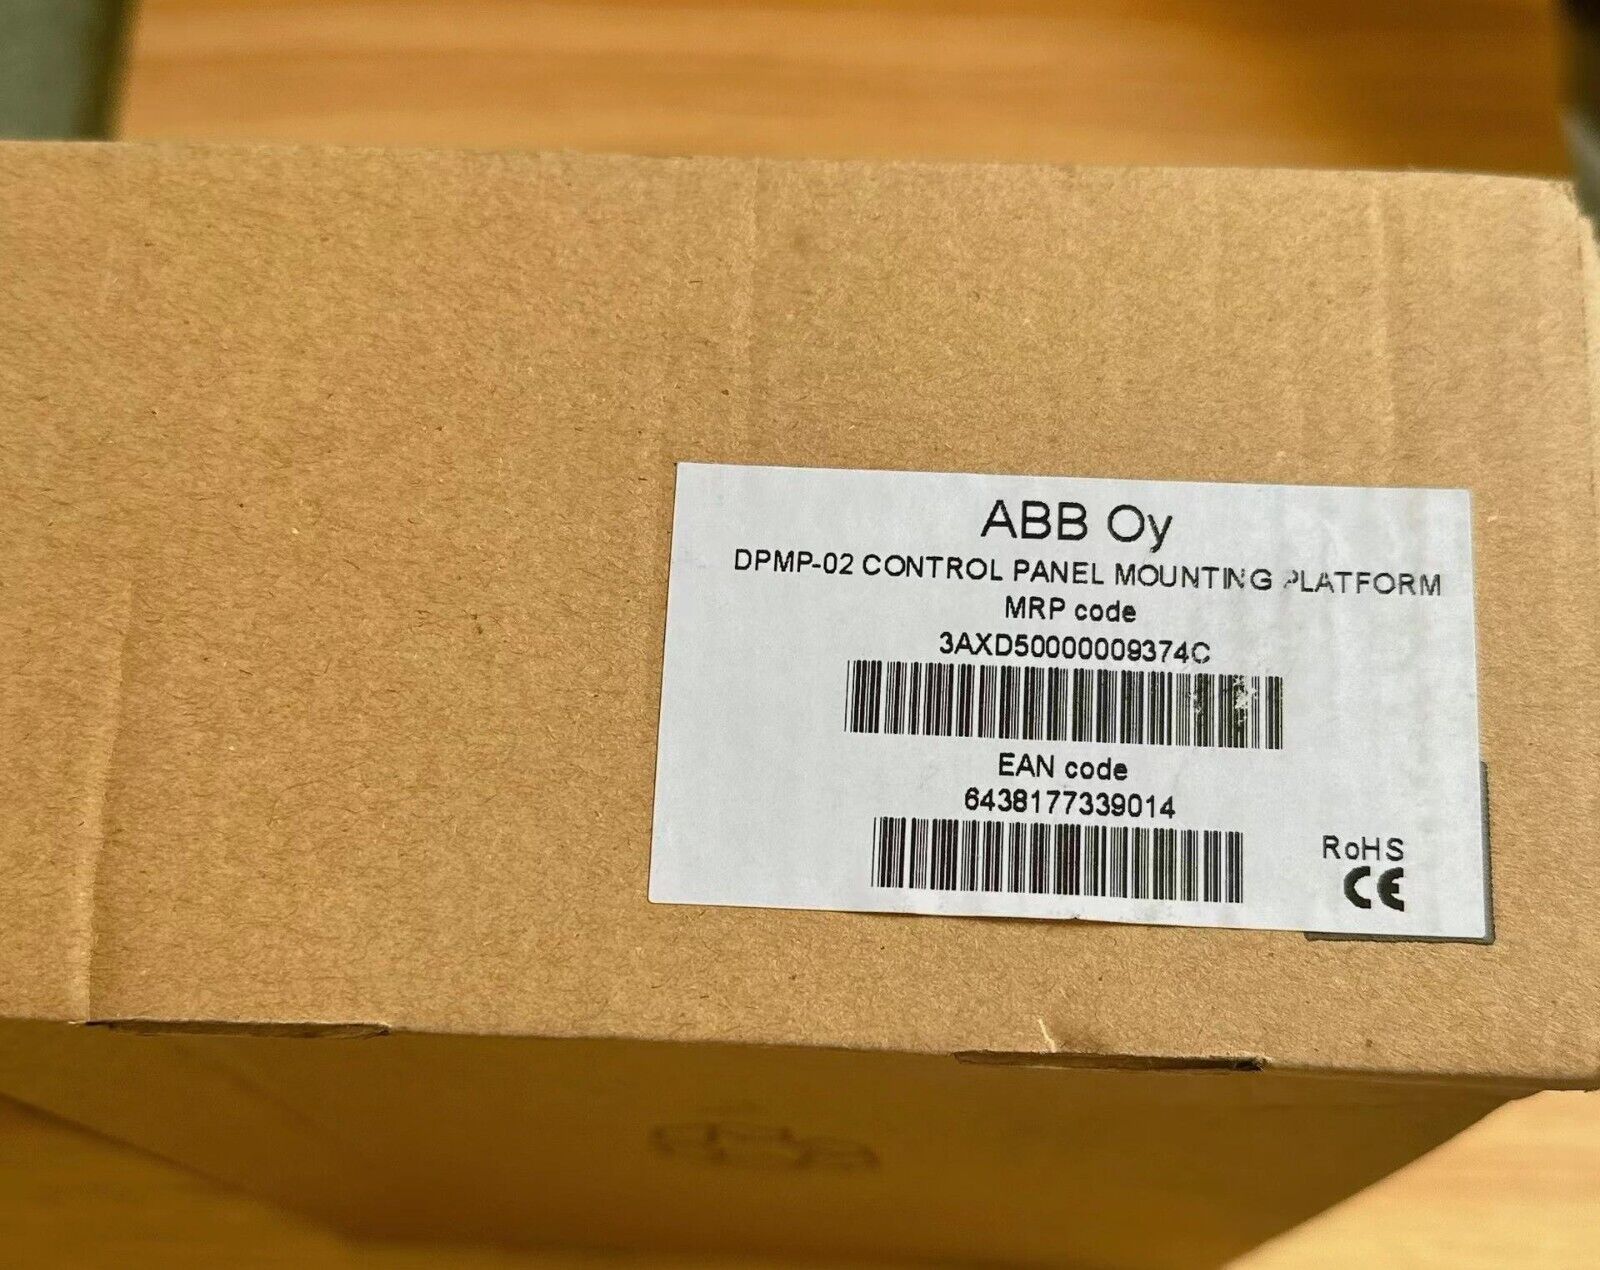 ABB Oy
DPMP-02 CONTROL PANEL MOUNTING PLATFORM
MRP code
3AXD50000009374C
EAN code
6438177339014
RoHS
CE